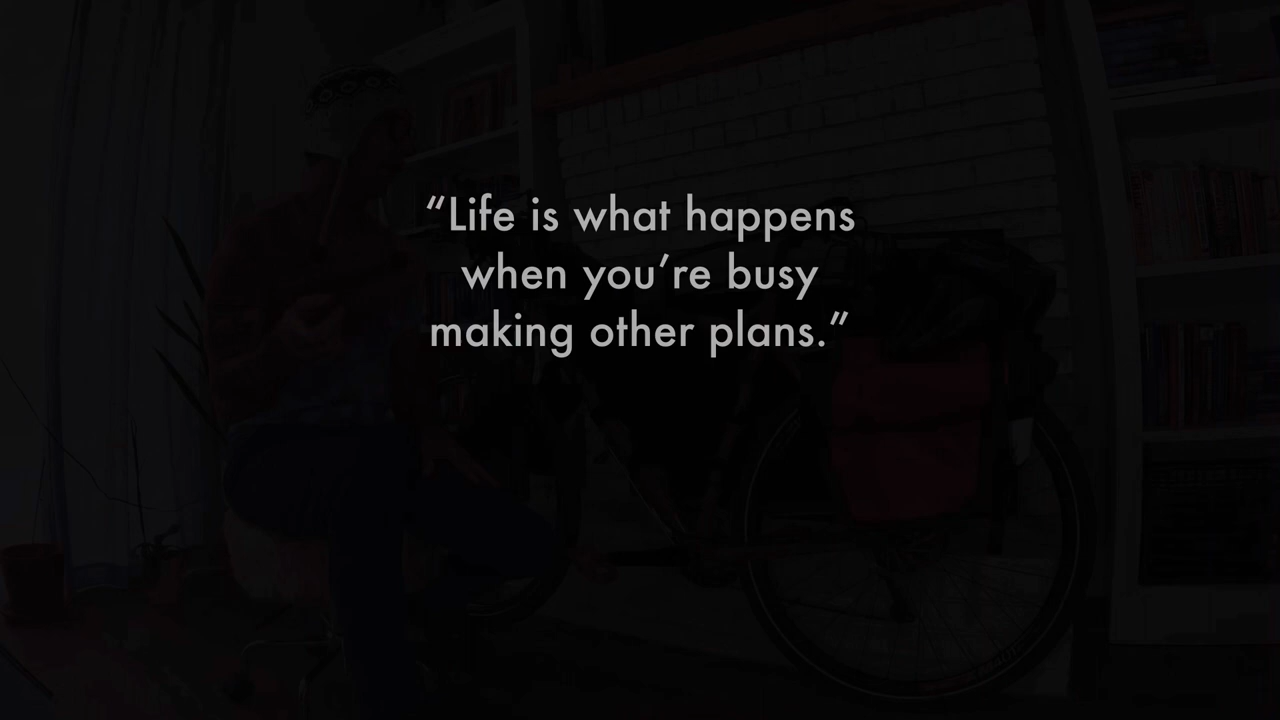 “Life is what happens
when you’re busy
making other plans.”